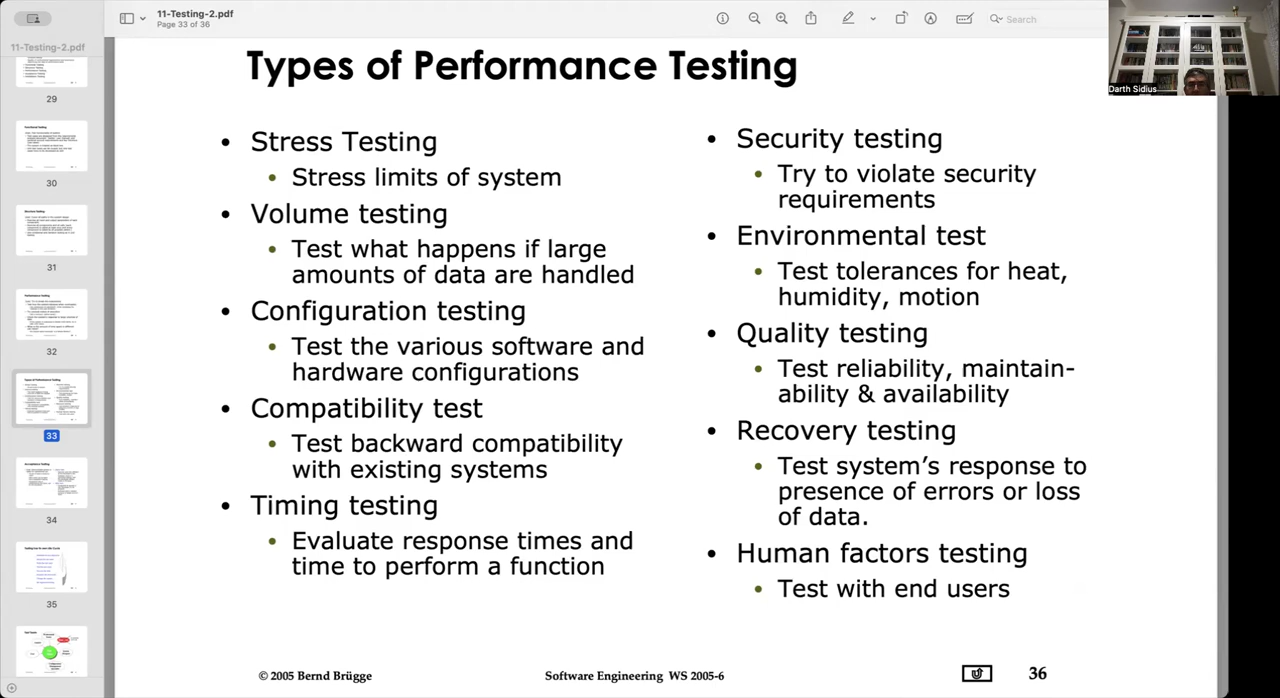 11-Testing-2.pdf
Page 33 of 36
Search
11-Testing-2.pdf
29
30
31
32
33
34
35
Darth Sidius
Types of Performance Testing
• Stress Testing
• Stress limits of system
• Volume testing
• Test what happens if large
amounts of data are handled
• Configuration testing
• Test the various software and
hardware configurations
• Compatibility test
• Test backward compatibility
with existing systems
• Timing testing
• Evaluate response times and
time to perform a function
• Security testing
• Try to violate security
requirements
• Environmental test
• Test tolerances for heat,
humidity, motion
• Quality testing
• Test reliability, maintain-
ability & availability
• Recovery testing
• Test system's response to
presence of errors or loss
of data.
• Human factors testing
• Test with end users
© 2005 Bernd Brügge
Software Engineering WS 2005-6
36